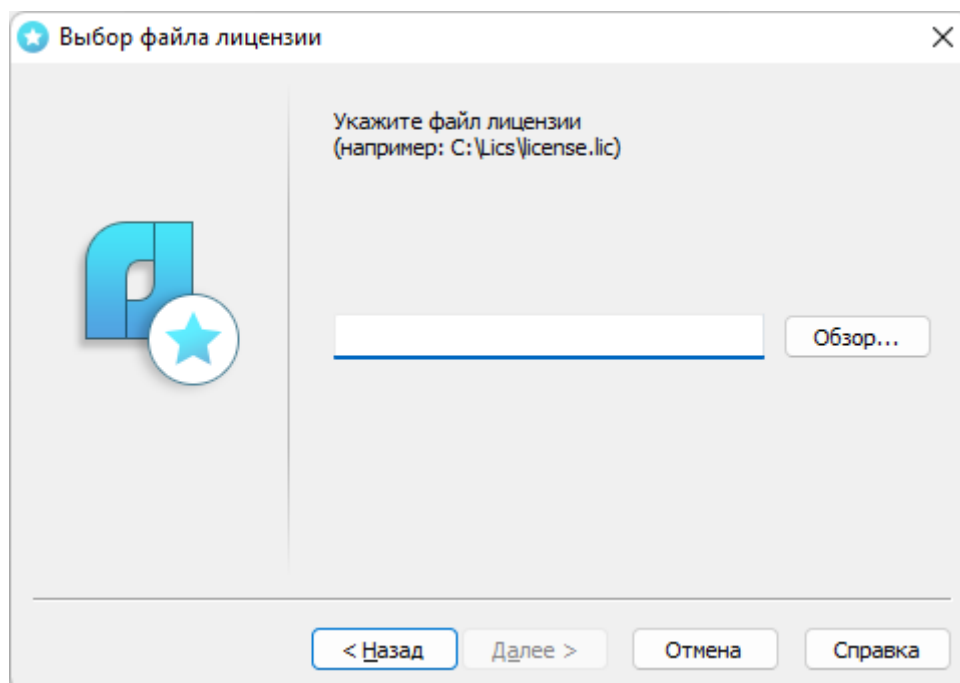 Выбор файла лицензии
Укажите файл лицензии
(например: C:\Lics\license.lic)
Обзор...
< Назад
Далее >
Отмена
Справка